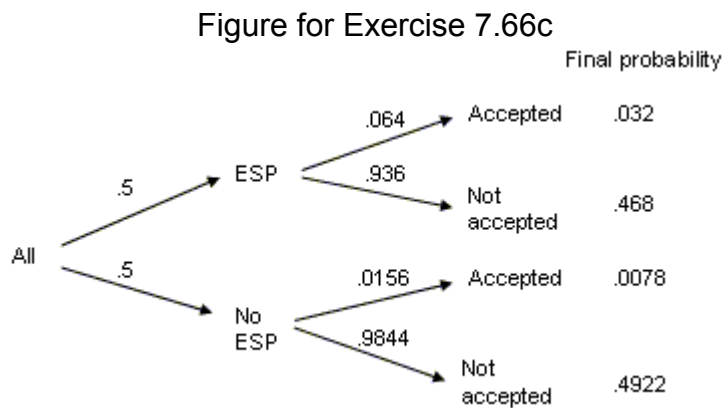 Figure for Exercise 7.66c
Final probability
.064
Accepted
.032
ESP
.936
.5
Not
accepted
.468
All
.5
.0156
Accepted
.0078
No
ESP
.9844
Not
accepted
.4922